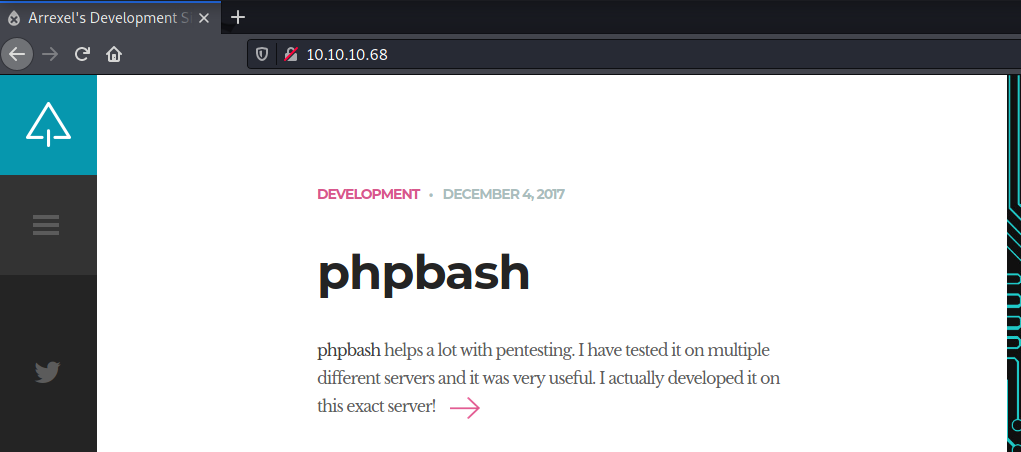 Arrexel's Development S
10.10.10.68
DEVELOPMENT • DECEMBER 4, 2017
phpbash
phpbash helps a lot with pentesting. I have tested it on multiple
different servers and it was very useful. I actually developed it on
this exact server!